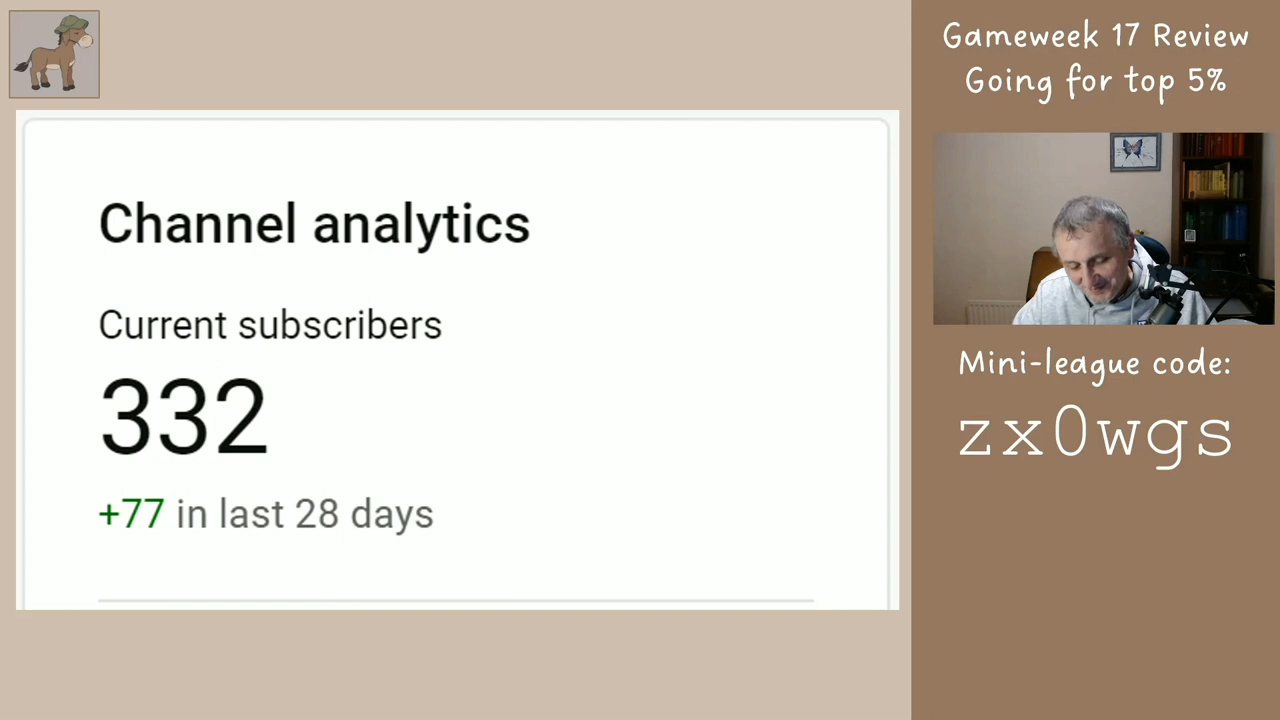 Gameweek 17 Review
Going for top 5%
Channel analytics
Current subscribers
332
+77 in last 28 days
Mini-league code:
zx0wgs